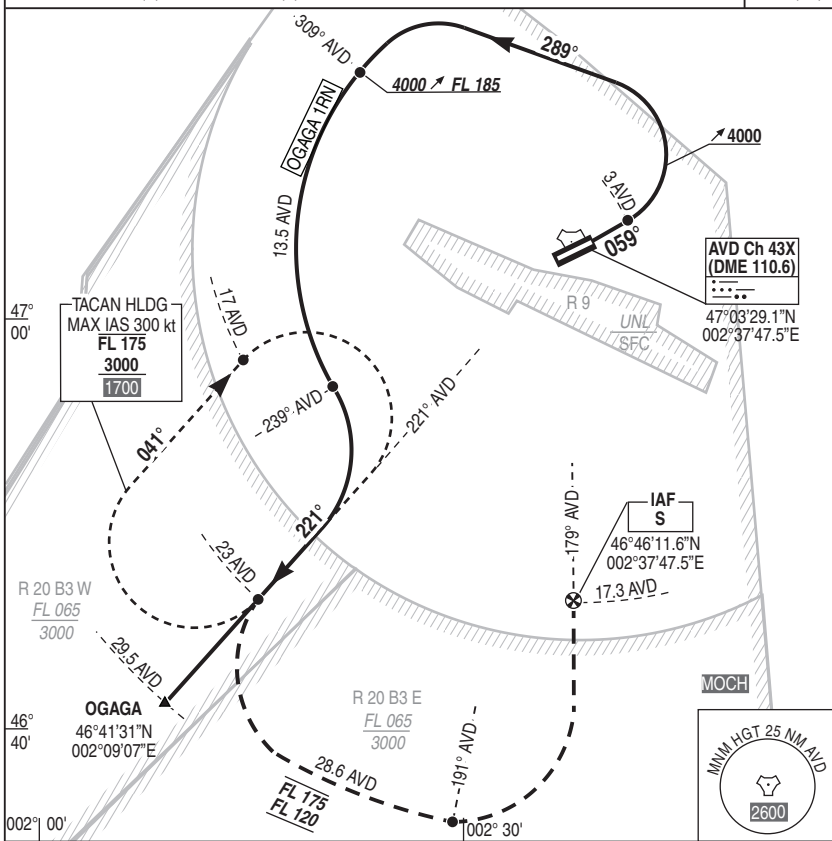 309° AVD
289°
4000 ↗ FL 185
OGAGA 1RN
↗ 4000
3 AVD
059°
13.5 AVD
AVD Ch 43X
(DME 110.6)
47°03'29.1"N
002°37'47.5"E
R 9
UNL
SFC
47°
00'
TACAN HLDG
MAX IAS 300 kt
FL 175
3000
1700
17 AVD
239° AVD
221° AVD
041°
221°
179° AVD
IAF
S
46°46'11.6"N
002°37'47.5"E
17.3 AVD
23 AVD
R 20 B3 W
FL 065
3000
29.5 AVD
OGAGA
46°41'31"N
002°09'07"E
46°
40'
R 20 B3 E
FL 065
3000
MOCH
28.6 AVD
191° AVD
FL 175
FL 120
MNM HGT 25 NM AVD
2600
002° 00'
002° 30'